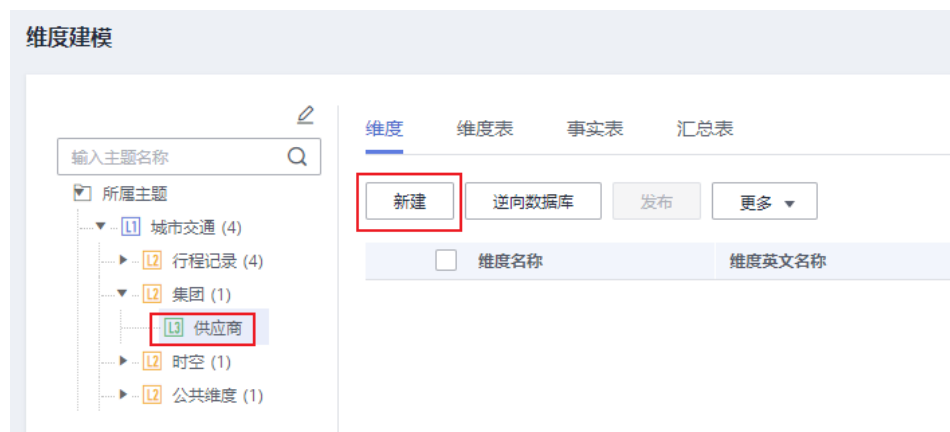 维度建模
维度 维度表 事实表 汇总表
输入主题名称
所属主题
新建 逆向数据库 发布 更多
L1 城市交通 (4)
L2 行程记录 (4)
维度名称 维度英文名称
L2 集团 (1)
L3 供应商
L2 时空 (1)
L2 公共维度 (1)